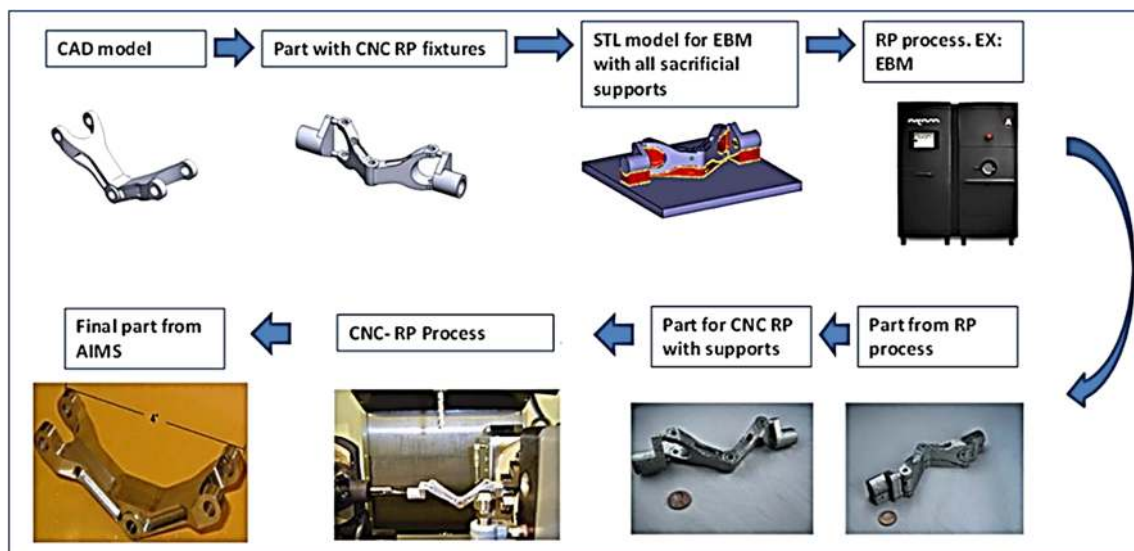 CAD model
Part with CNC RP fixtures
STL model for EBM
with all sacrificial
supports
RP process. EX:
EBM
Final part from
AIMS
CNC- RP Process
Part for CNC RP
with supports
Part from RP
process
4"